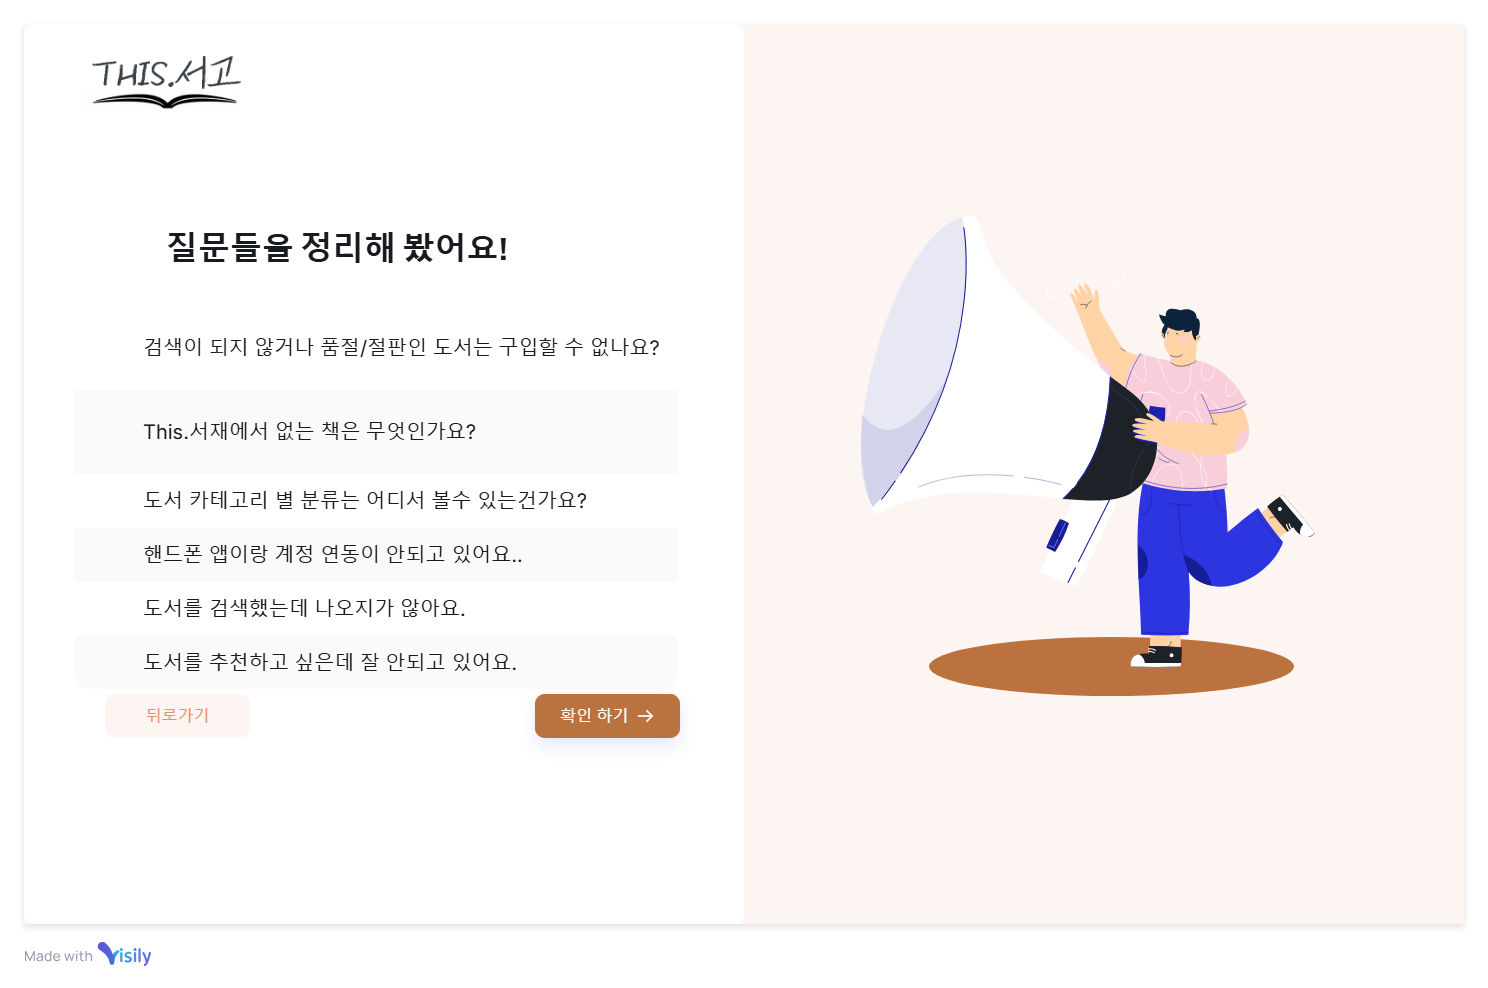 THIS.서고
질문들을 정리해 봤어요!
검색이 되지 않거나 품절/절판인 도서는 구입할 수 없나요?
This.서재에서 없는 책은 무엇인가요?
도서 카테고리 별 분류는 어디서 볼수 있는건가요?
핸드폰 앱이랑 계정 연동이 안되고 있어요..
도서를 검색했는데 나오지가 않아요.
도서를 추천하고 싶은데 잘 안되고 있어요.
뒤로가기
확인 하기 →
Made with Visily